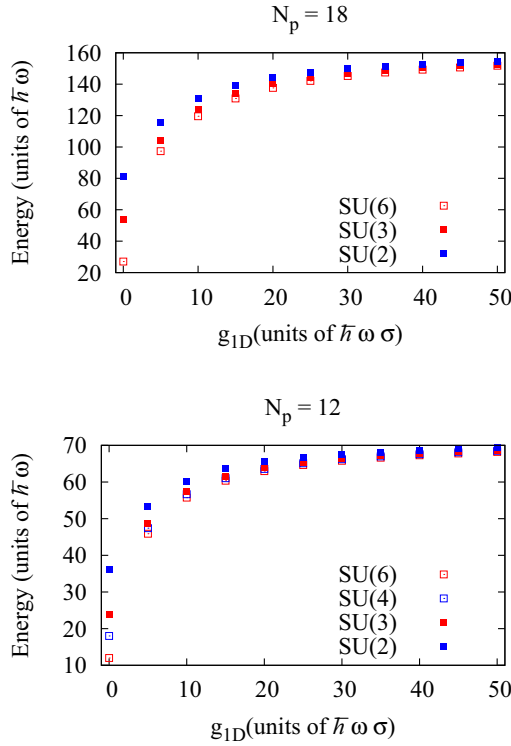 N_p = 18
Energy (units of ħ ω)
160
140
120
100
80
60
40
20
SU(6)
SU(3)
SU(2)
0 10 20 30 40 50
g_1D(units of ħ ω σ)
N_p = 12
Energy (units of ħ ω)
70
60
50
40
30
20
10
SU(6)
SU(4)
SU(3)
SU(2)
0 10 20 30 40 50
g_1D(units of ħ ω σ)